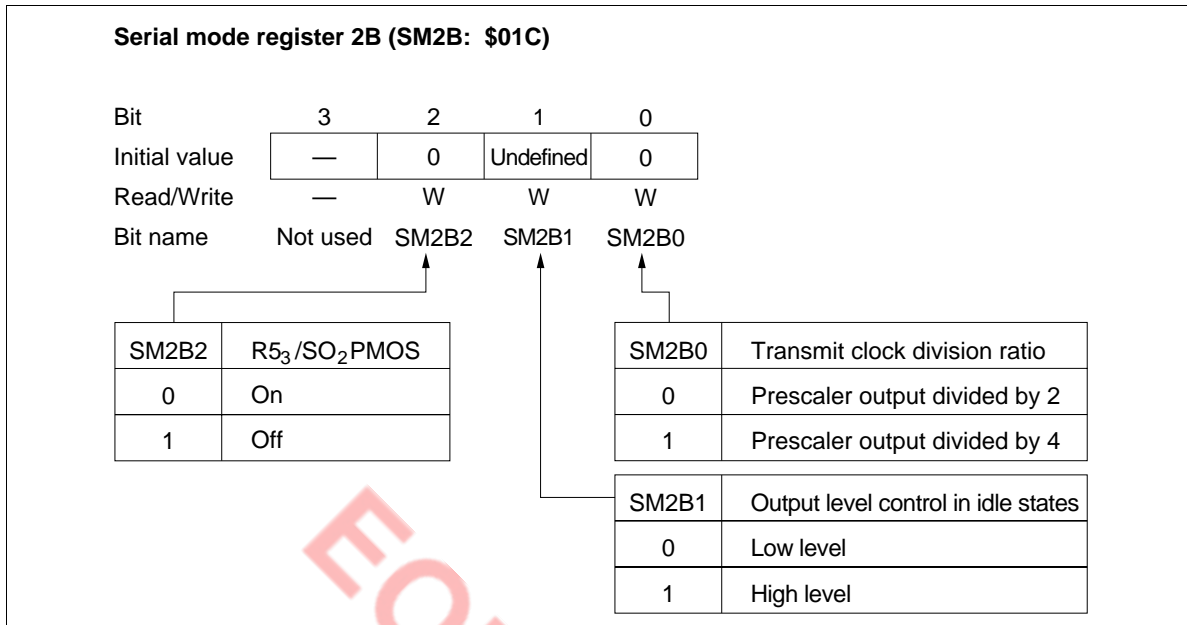 Serial mode register 2B (SM2B: $01C)
Bit 3 2 1 0
Initial value — 0 Undefined 0
Read/Write — W W W
Bit name Not used SM2B2 SM2B1 SM2B0
SM2B2 R5₃/SO₂PMOS
0 On
1 Off
SM2B0 Transmit clock division ratio
0 Prescaler output divided by 2
1 Prescaler output divided by 4
SM2B1 Output level control in idle states
0 Low level
1 High level